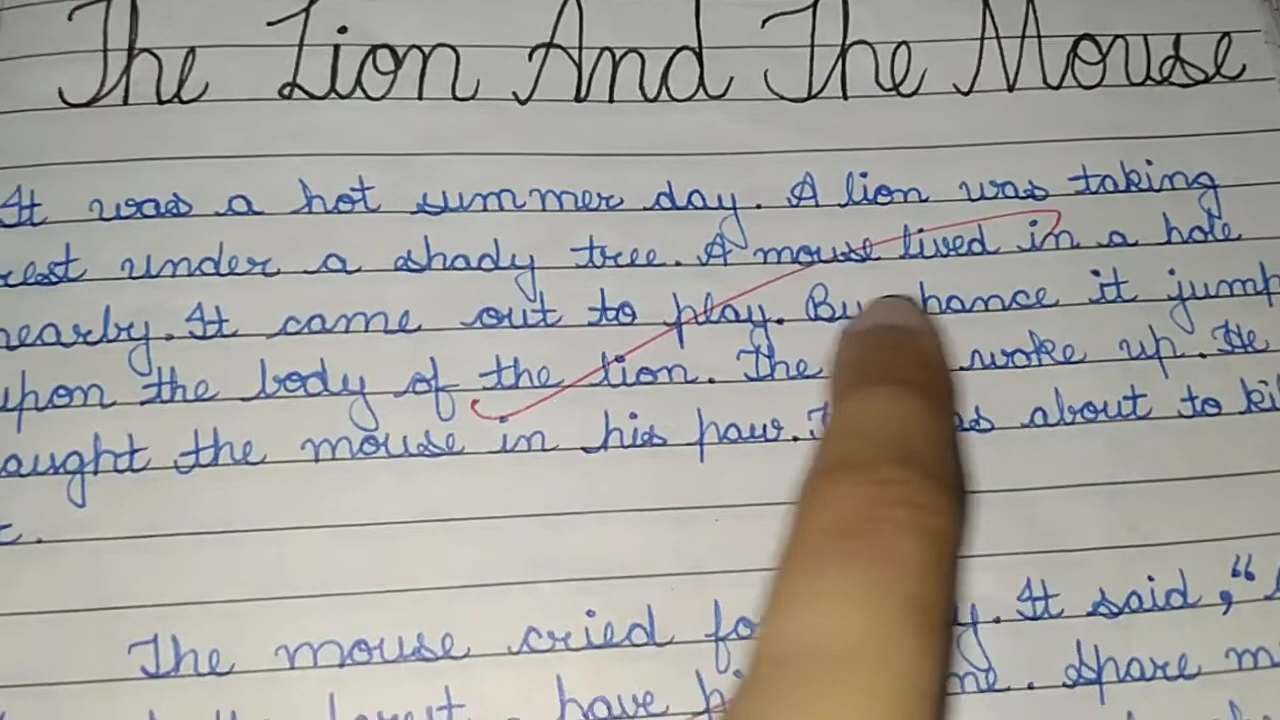 The Lion And The Mouse
It was a hot summer day. A lion was taking
rest under a shady tree. A mouse lived in a hole
nearby. It came out to play. By chance it jump
upon the body of the lion. The woke up. He
aught the mouse in his paw. about to ki
The mouse cried It said, "
have Spare m